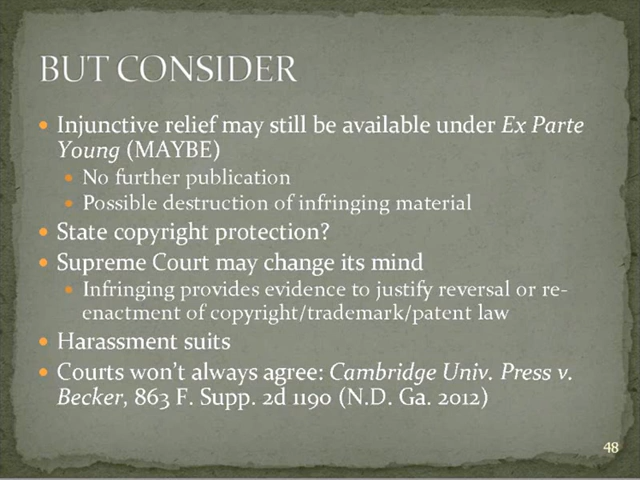 BUT CONSIDER
• Injunctive relief may still be available under Ex Parte
Young (MAYBE)
• No further publication
• Possible destruction of infringing material
• State copyright protection?
• Supreme Court may change its mind
• Infringing provides evidence to justify reversal or re-
enactment of copyright/trademark/patent law
• Harassment suits
• Courts won’t always agree: Cambridge Univ. Press v.
Becker, 863 F. Supp. 2d 1190 (N.D. Ga. 2012)
48